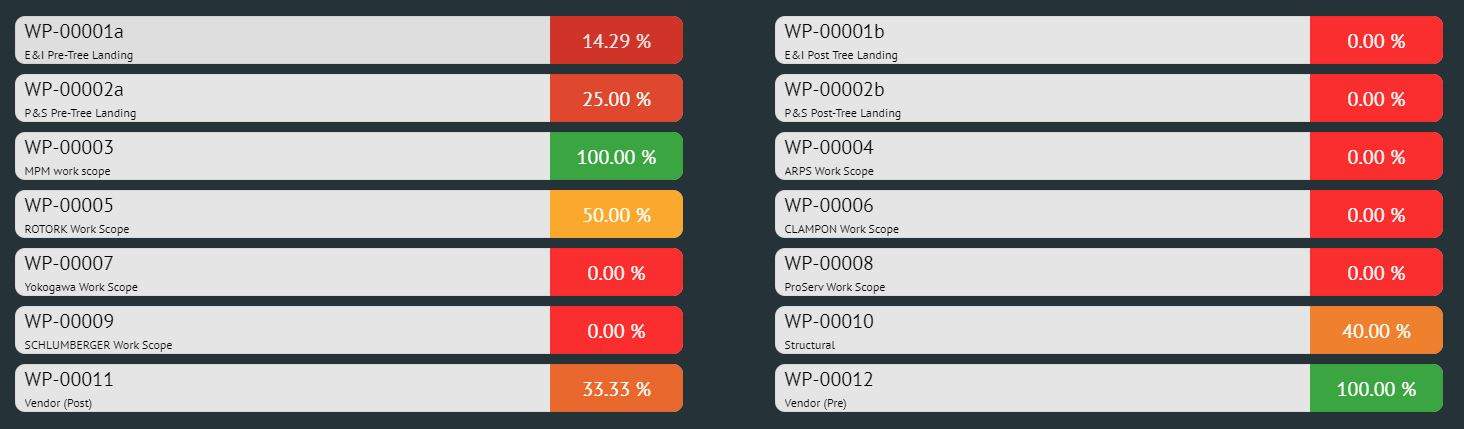 WP-00001a
E&I Pre-Tree Landing
14.29 %
WP-00001b
E&I Post Tree Landing
0.00 %
WP-00002a
P&S Pre-Tree Landing
25.00 %
WP-00002b
P&S Post-Tree Landing
0.00 %
WP-00003
MPM work scope
100.00 %
WP-00004
ARPS Work Scope
0.00 %
WP-00005
ROTORK Work Scope
50.00 %
WP-00006
CLAMPON Work Scope
0.00 %
WP-00007
Yokogawa Work Scope
0.00 %
WP-00008
ProServ Work Scope
0.00 %
WP-00009
SCHLUMBERGER Work Scope
0.00 %
WP-00010
Structural
40.00 %
WP-00011
Vendor (Post)
33.33 %
WP-00012
Vendor (Pre)
100.00 %